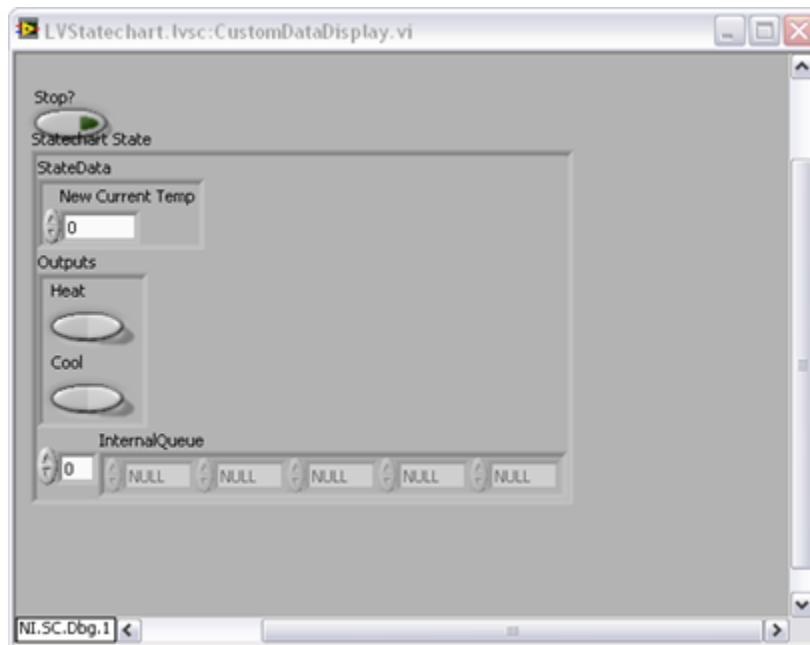 LVStatechart.lvsc:CustomDataDisplay.vi
Stop?
Statechart State
StateData
New Current Temp
0
Outputs
Heat
Cool
InternalQueue
0 NULL NULL NULL NULL NULL
NI.SC.Dbg.1